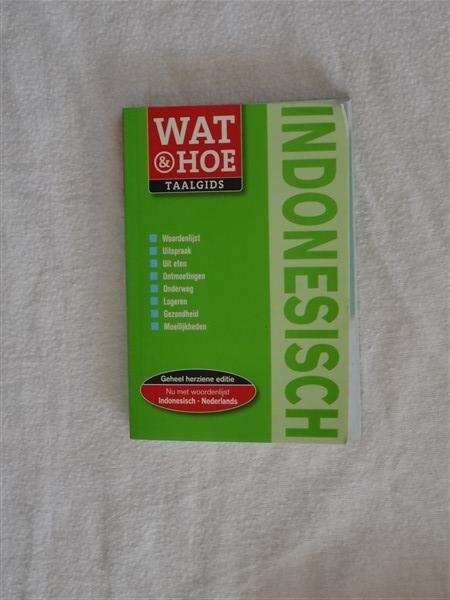 WAT
& HOE
TAALGIDS
INDONESISCH
Woordenlijst
Uitspraak
Uit eten
Ontmoetingen
Onderweg
Logeren
Gezondheid
Moeilijkheden
Geheel herziene editie
Nu met woordenlijst
Indonesisch - Nederlands